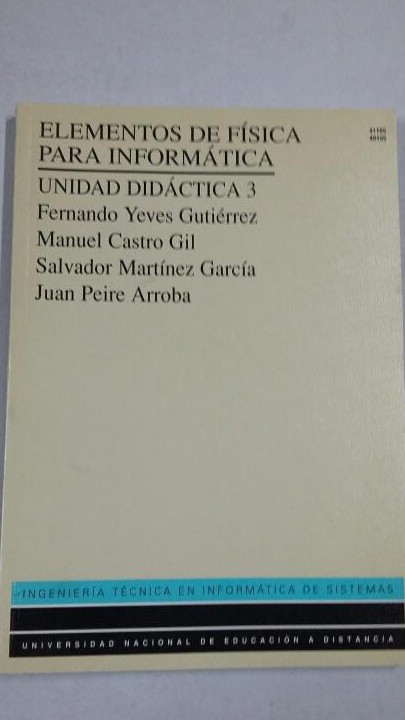 ELEMENTOS DE FÍSICA
PARA INFORMÁTICA
UNIDAD DIDÁCTICA 3
Fernando Yeves Gutiérrez
Manuel Castro Gil
Salvador Martínez García
Juan Peire Arroba
INGENIERÍA TÉCNICA EN INFORMÁTICA DE SISTEMAS
UNIVERSIDAD NACIONAL DE EDUCACIÓN A DISTANCIA